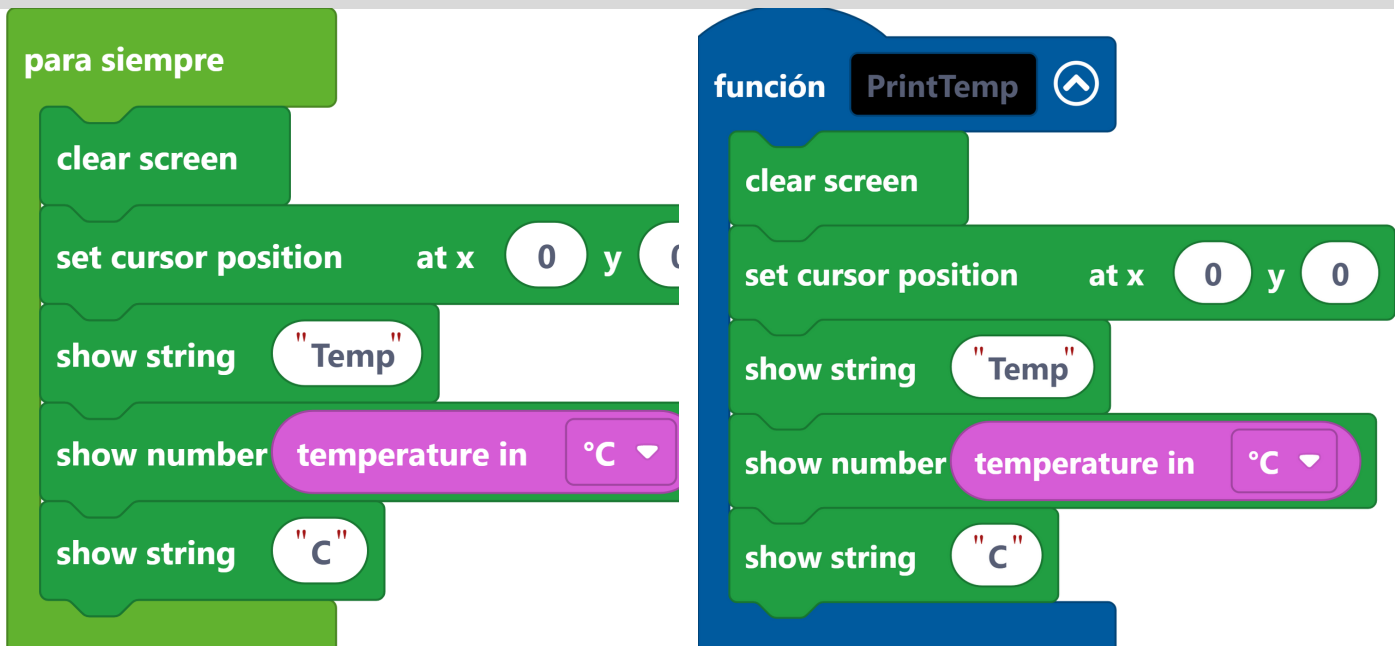 para siempre
clear screen
set cursor position at x 0 y 0
show string "Temp"
show number temperature in °C
show string "C"
función PrintTemp
clear screen
set cursor position at x 0 y 0
show string "Temp"
show number temperature in °C
show string "C"